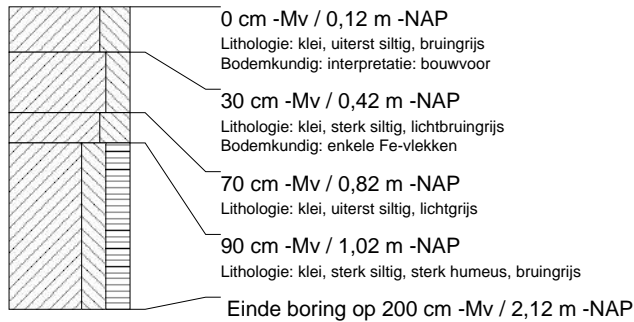 0 cm -Mv / 0,12 m -NAP
Lithologie: klei, uiterst siltig, bruingrijs
Bodemkundig: interpretatie: bouwvoor
30 cm -Mv / 0,42 m -NAP
Lithologie: klei, sterk siltig, lichtbruingrijs
Bodemkundig: enkele Fe-vlekken
70 cm -Mv / 0,82 m -NAP
Lithologie: klei, uiterst siltig, lichtgrijs
90 cm -Mv / 1,02 m -NAP
Lithologie: klei, sterk siltig, sterk humeus, bruingrijs
Einde boring op 200 cm -Mv / 2,12 m -NAP